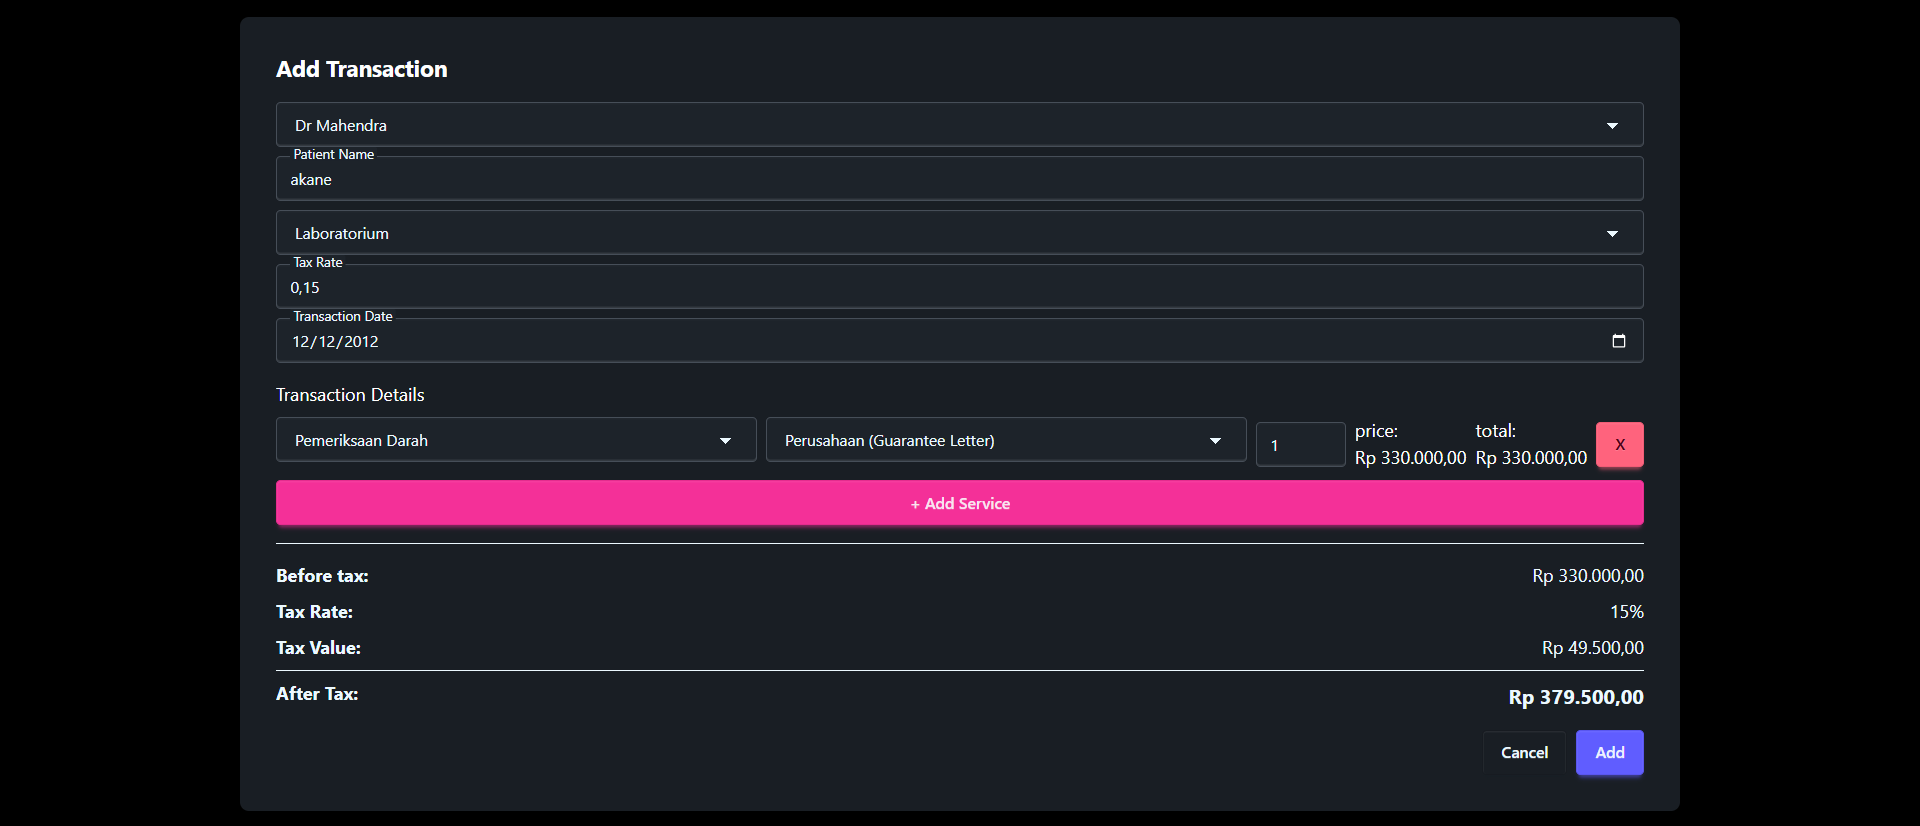 Add Transaction
Dr Mahendra
Patient Name
akane
Laboratorium
Tax Rate
0,15
Transaction Date
12/12/2012
Transaction Details
Pemeriksaan Darah
Perusahaan (Guarantee Letter)
1
price:
Rp 330.000,00
total:
Rp 330.000,00
X
+ Add Service
Before tax: Rp 330.000,00
Tax Rate: 15%
Tax Value: Rp 49.500,00
After Tax: Rp 379.500,00
Cancel Add